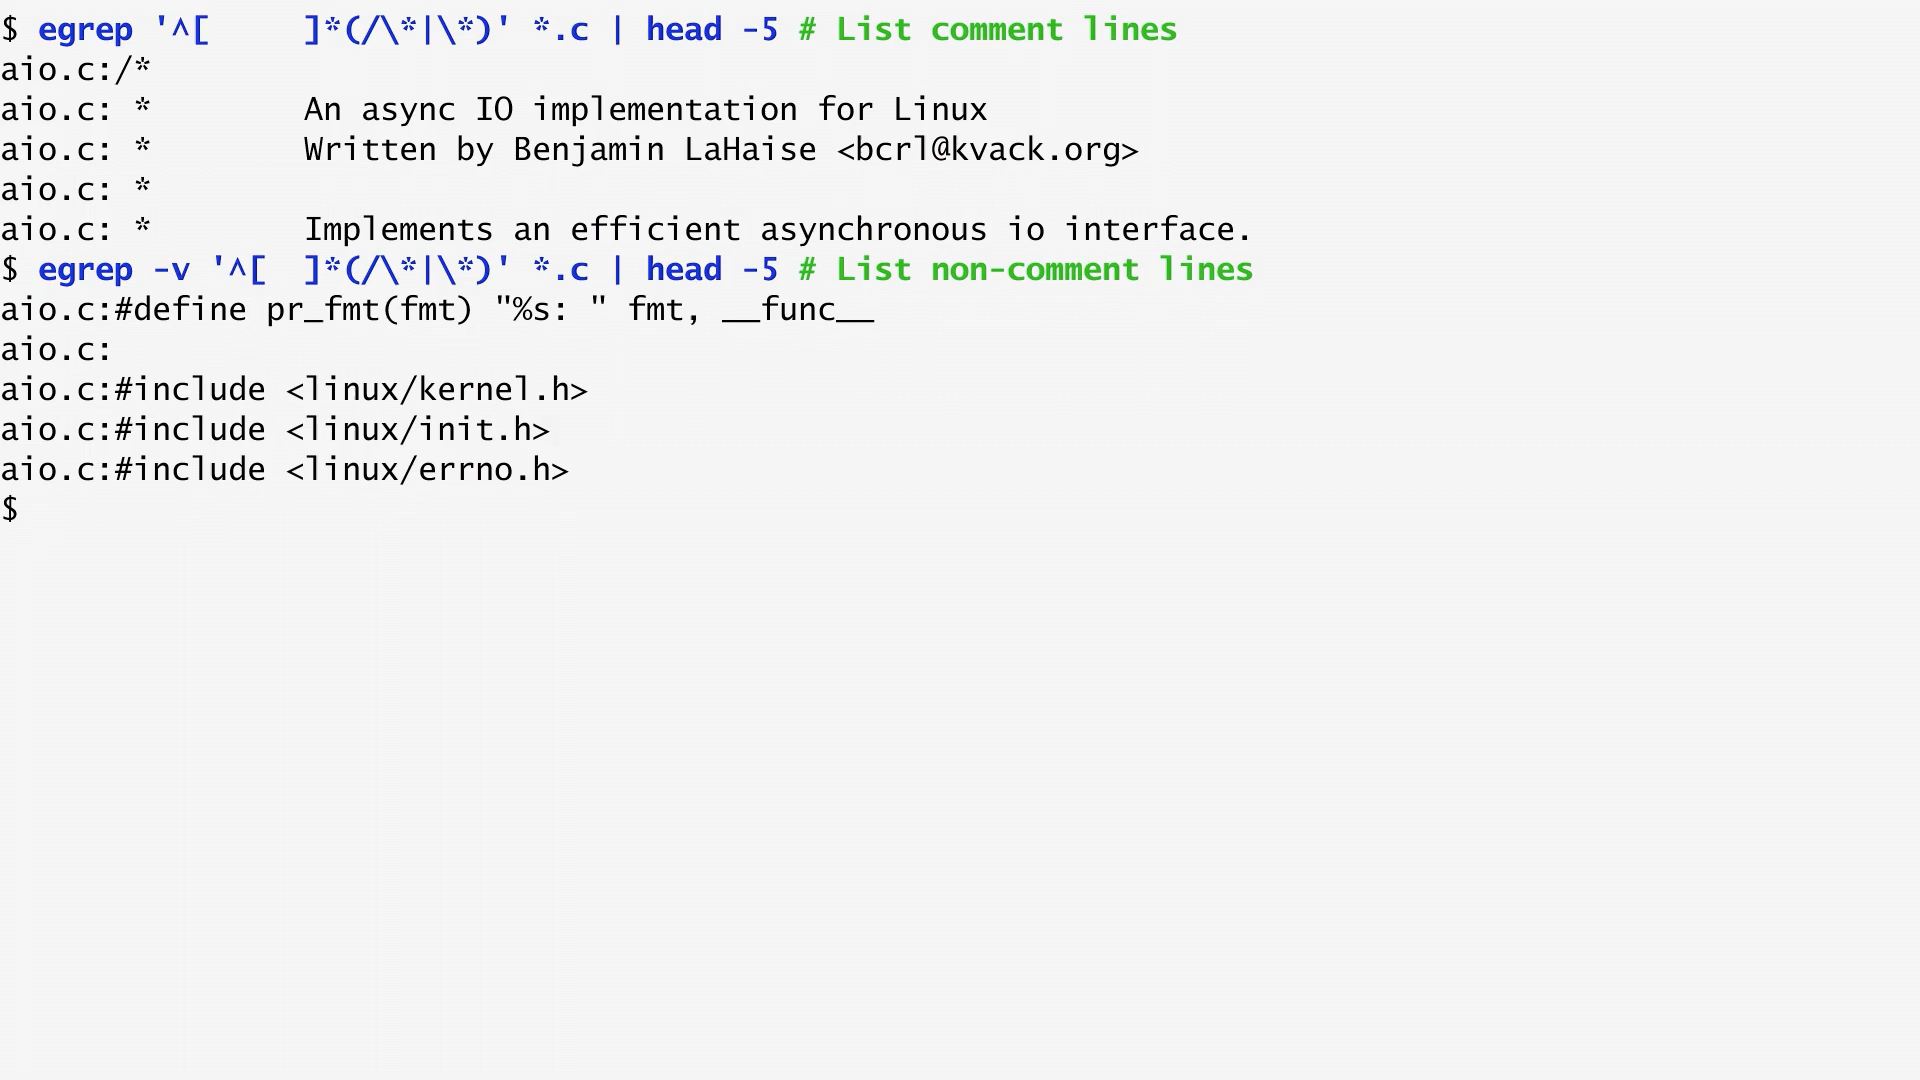 $ egrep '^[     ]*(/\*|\*)' *.c | head -5 # List comment lines
aio.c:/*
aio.c: *        An async IO implementation for Linux
aio.c: *        Written by Benjamin LaHaise <bcrl@kvack.org>
aio.c: *
aio.c: *        Implements an efficient asynchronous io interface.
$ egrep -v '^[  ]*(/\*|\*)' *.c | head -5 # List non-comment lines
aio.c:#define pr_fmt(fmt) "%s: " fmt, __func__
aio.c:
aio.c:#include <linux/kernel.h>
aio.c:#include <linux/init.h>
aio.c:#include <linux/errno.h>
$